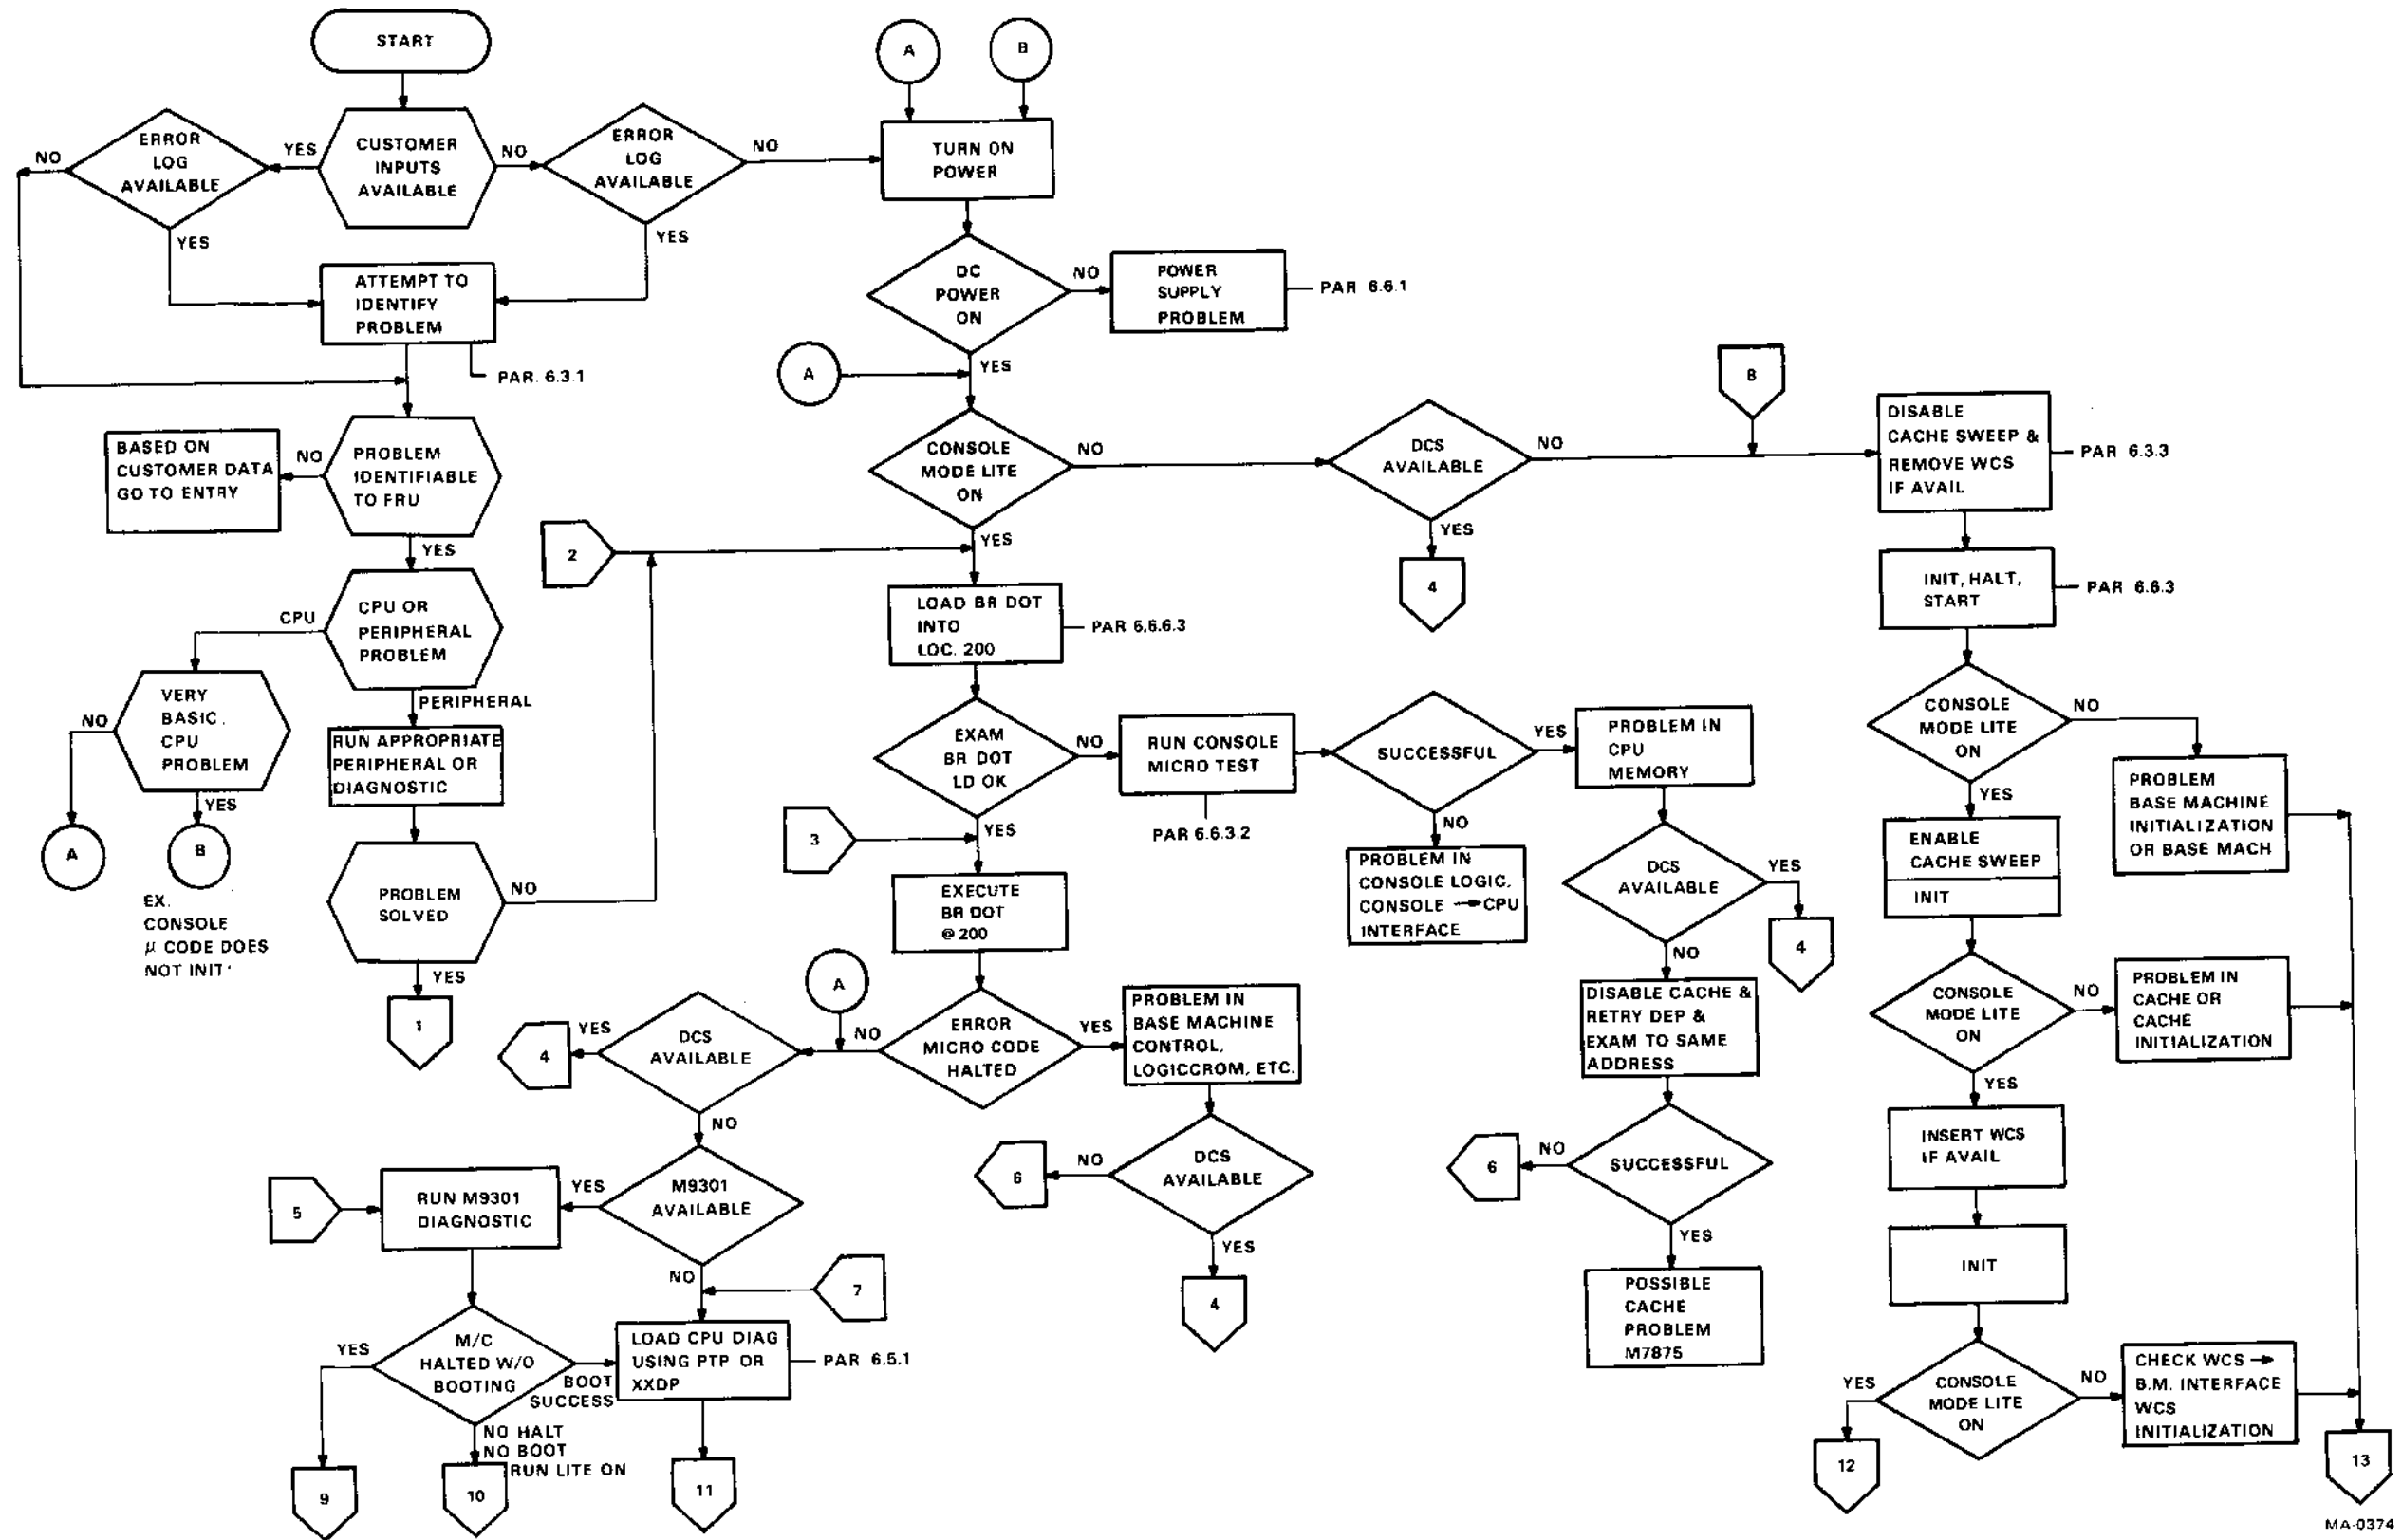 START
A
B
CUSTOMER
INPUTS
AVAILABLE
YES
NO
ERROR
LOG
AVAILABLE
NO
YES
ERROR
LOG
AVAILABLE
NO
YES
ATTEMPT TO
IDENTIFY
PROBLEM
PAR. 6.3.1
PROBLEM
IDENTIFIABLE
TO FRU
NO
BASED ON
CUSTOMER DATA
GO TO ENTRY
YES
CPU OR
PERIPHERAL
PROBLEM
CPU
PERIPHERAL
VERY
BASIC.
CPU
PROBLEM
NO
A
YES
B
EX.
CONSOLE
μ CODE DOES
NOT INIT
RUN APPROPRIATE
PERIPHERAL OR
DIAGNOSTIC
PROBLEM
SOLVED
NO
YES
1
TURN ON
POWER
DC
POWER
ON
NO
POWER
SUPPLY
PROBLEM
PAR 6.6.1
YES
A
CONSOLE
MODE LITE
ON
NO
DCS
AVAILABLE
NO
YES
4
YES
2
LOAD BR DOT
INTO
LOC. 200
PAR 6.6.6.3
EXAM
BR DOT
LD OK
NO
RUN CONSOLE
MICRO TEST
PAR 6.6.3.2
SUCCESSFUL
YES
PROBLEM IN
CPU
MEMORY
NO
PROBLEM IN
CONSOLE LOGIC.
CONSOLE → CPU
INTERFACE
DCS
AVAILABLE
YES
4
NO
DISABLE CACHE &
RETRY DEP &
EXAM TO SAME
ADDRESS
SUCCESSFUL
NO
6
YES
POSSIBLE
CACHE
PROBLEM
M7875
YES
3
EXECUTE
BR DOT
@ 200
A
ERROR
MICRO CODE
HALTED
NO
YES
PROBLEM IN
BASE MACHINE
CONTROL,
LOGICCROM, ETC.
DCS
AVAILABLE
NO
6
YES
4
DCS
AVAILABLE
YES
4
NO
M9301
AVAILABLE
YES
RUN M9301
DIAGNOSTIC
5
NO
7
LOAD CPU DIAG
USING PTP OR
XXDP
PAR 6.5.1
11
M/C
HALTED W/O
BOOTING
YES
9
BOOT
SUCCESS
NO HALT
NO BOOT
RUN LITE ON
10
8
DISABLE
CACHE SWEEP &
REMOVE WCS
IF AVAIL
PAR 6.3.3
INIT, HALT,
START
PAR 6.6.3
CONSOLE
MODE LITE
ON
NO
PROBLEM
BASE MACHINE
INITIALIZATION
OR BASE MACH
YES
ENABLE
CACHE SWEEP
INIT
CONSOLE
MODE LITE
ON
NO
PROBLEM IN
CACHE OR
CACHE
INITIALIZATION
YES
INSERT WCS
IF AVAIL
INIT
CONSOLE
MODE LITE
ON
YES
12
NO
CHECK WCS →
B.M. INTERFACE
WCS
INITIALIZATION
13
MA-0374